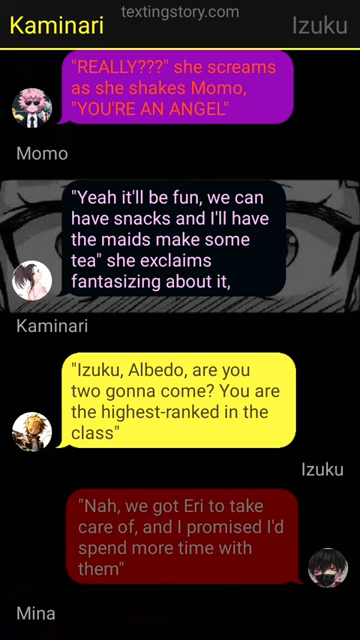 textingstory.com
Kaminari Izuku
"REALLY???" she screams
as she shakes Momo,
"YOU'RE AN ANGEL"
Momo
"Yeah it'll be fun, we can
have snacks and I'll have
the maids make some
tea" she exclaims
fantasizing about it,
Kaminari
"Izuku, Albedo, are you
two gonna come? You are
the highest-ranked in the
class"
Izuku
"Nah, we got Eri to take
care of, and I promised I'd
spend more time with
them"
Mina